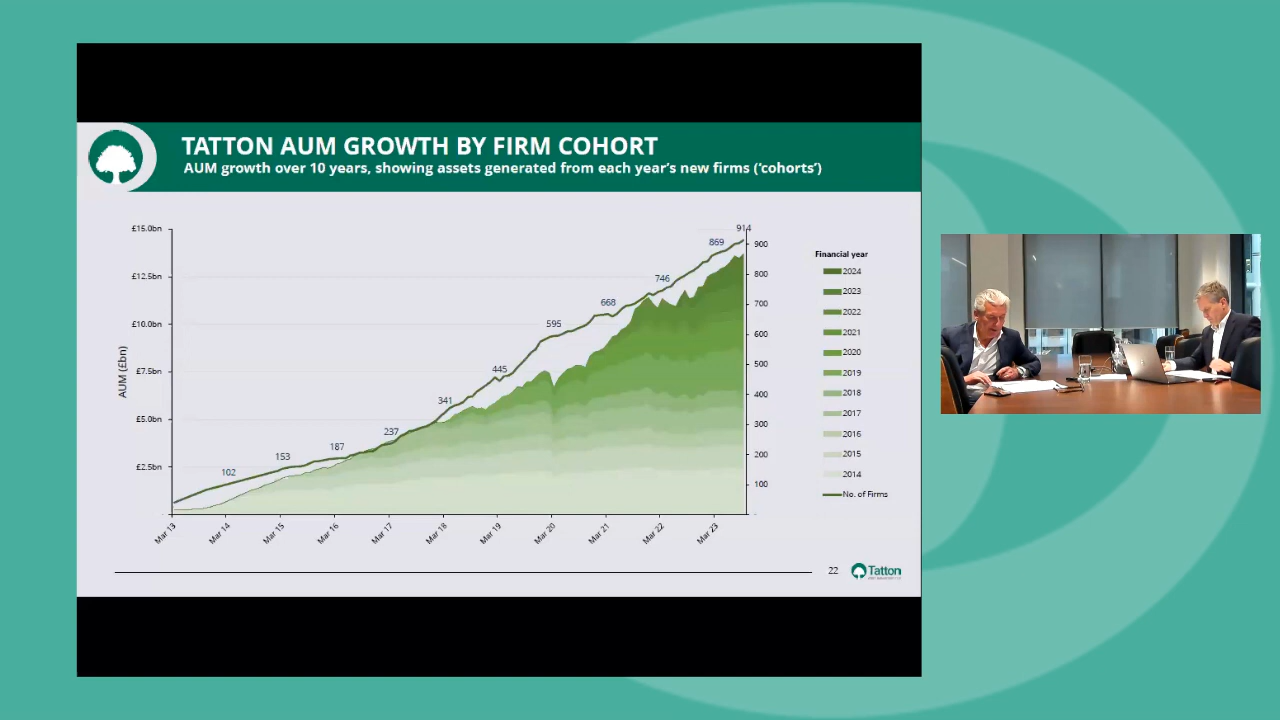 TATTON AUM GROWTH BY FIRM COHORT
AUM growth over 10 years, showing assets generated from each year's new firms ('cohorts')
AUM (£bn)
£15.0bn
£12.5bn
£10.0bn
£7.5bn
£5.0bn
£2.5bn
-
102
153
187
237
341
445
595
668
746
869
914
900
800
700
600
500
400
300
200
100
-
Mar 13
Mar 14
Mar 15
Mar 16
Mar 17
Mar 18
Mar 19
Mar 20
Mar 21
Mar 22
Mar 23
Financial year
2024
2023
2022
2021
2020
2019
2018
2017
2016
2015
2014
No. of Firms
22
Tatton